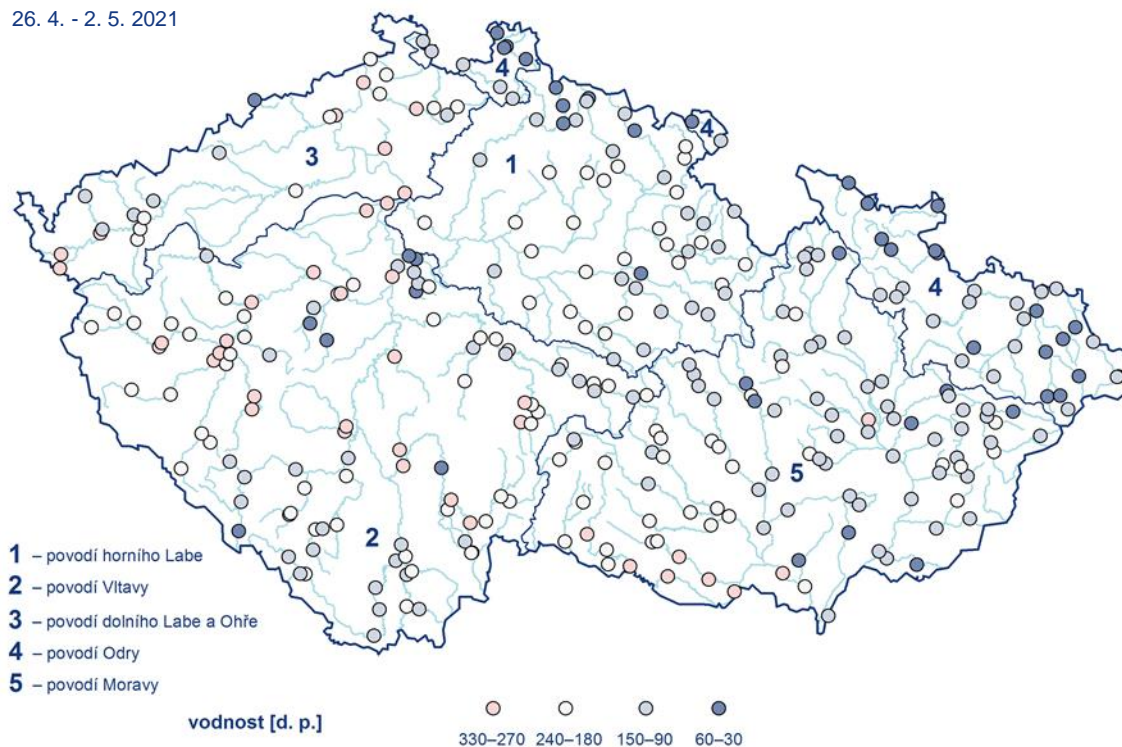 26. 4. - 2. 5. 2021
4
4
3
1
4
5
2
1 – povodí horního Labe
2 – povodí Vltavy
3 – povodí dolního Labe a Ohře
4 – povodí Odry
5 – povodí Moravy
vodnost [d. p.]
330–270 240–180 150–90 60–30